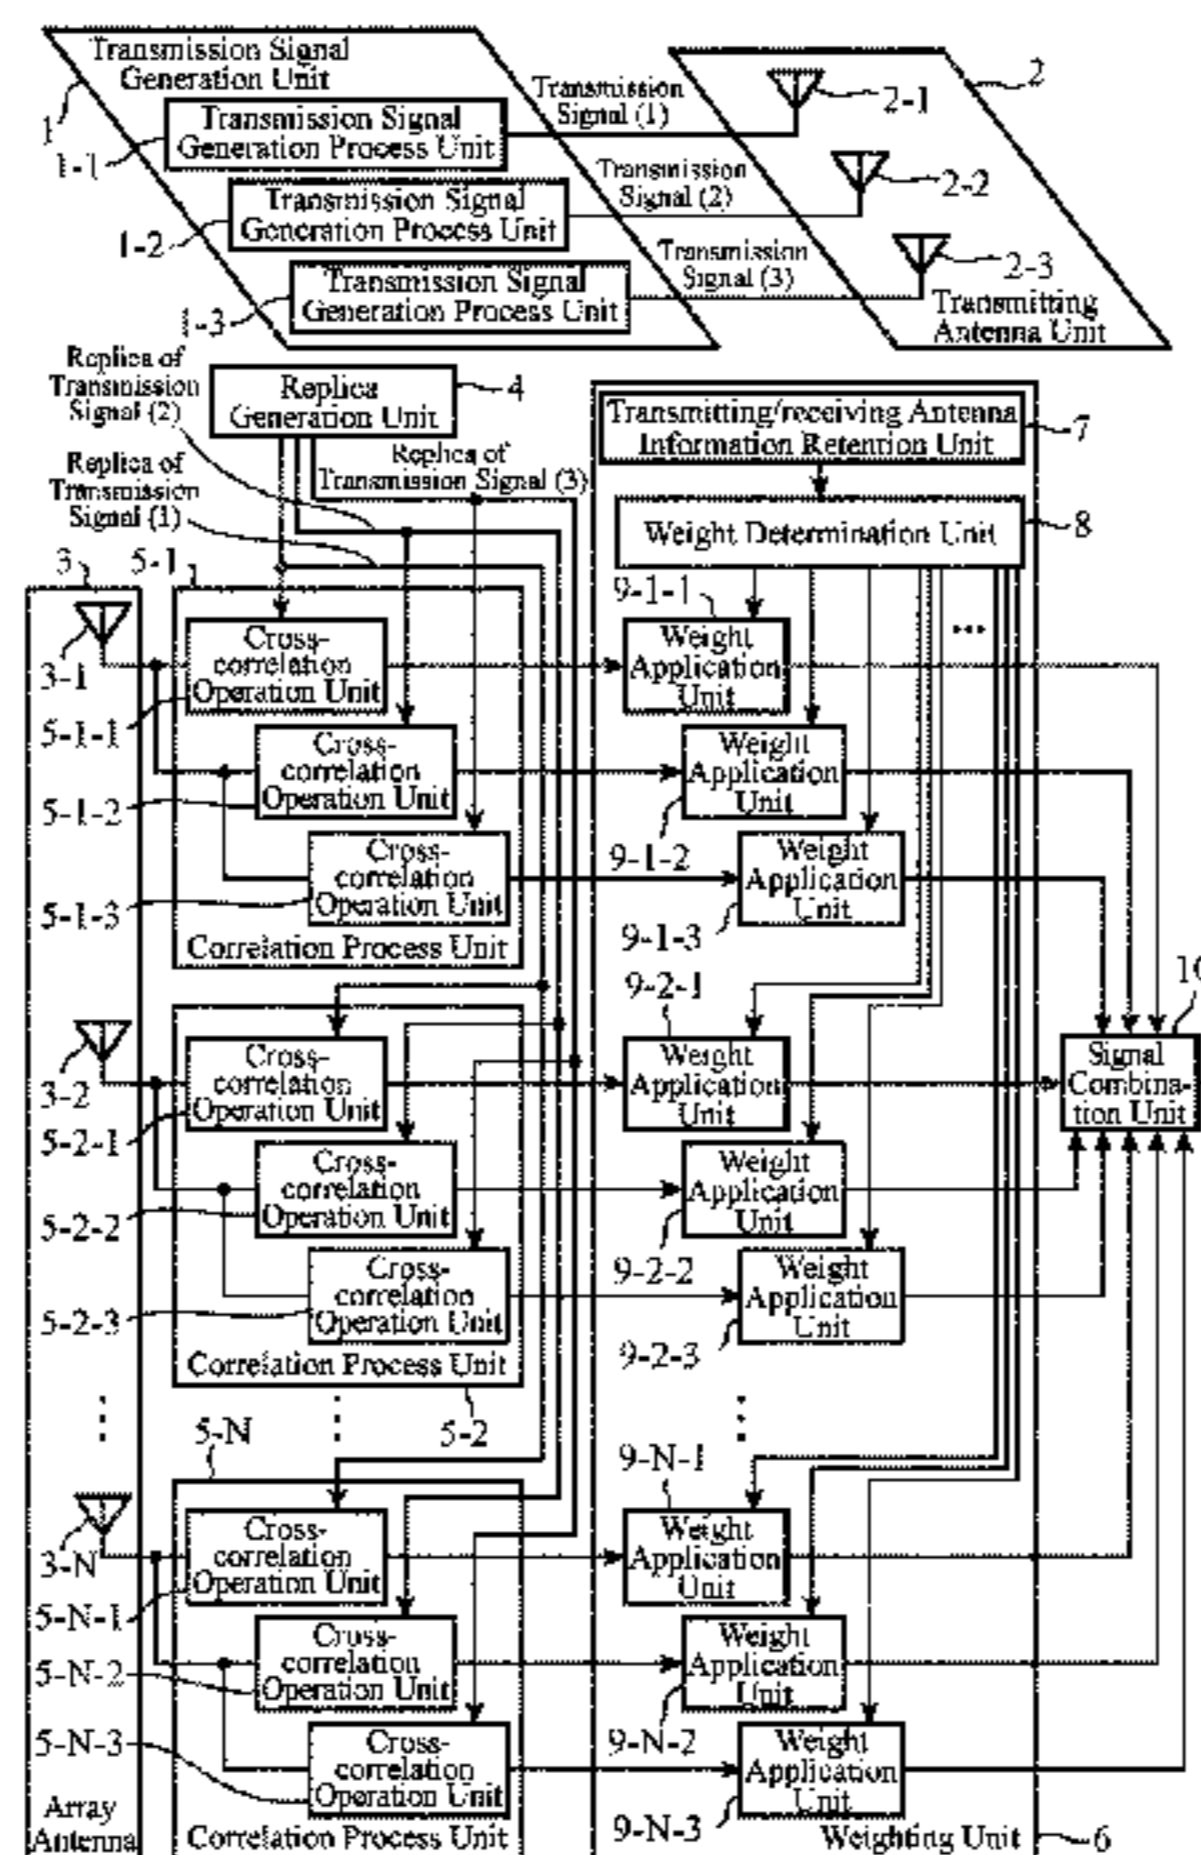 Transmission Signal
Generation Unit
1
Transmission Signal
Generation Process Unit
1-1
Transmission Signal
Generation Process Unit
1-2
Transmission Signal
Generation Process Unit
1-3
Transmission
Signal (1)
Transmission
Signal (2)
Transmission
Signal (3)
2
2-1
2-2
2-3
Transmitting
Antenna Unit
Replica of
Transmission
Signal (2)
Replica
Generation Unit
4
Replica of
Transmission
Signal (1)
Replica of
Transmission Signal (3)
Transmitting/receiving Antenna
Information Retention Unit
7
Weight Determination Unit
8
...
3
5-1
3-1
Cross-
correlation
Operation Unit
5-1-1
Cross-
correlation
Operation Unit
5-1-2
Cross-
correlation
Operation Unit
5-1-3
Correlation Process Unit
9-1-1
Weight
Application
Unit
Weight
Application
Unit
9-1-2
Weight
Application
Unit
9-1-3
3-2
Cross-
correlation
Operation Unit
5-2-1
Cross-
correlation
Operation Unit
5-2-2
Cross-
correlation
Operation Unit
5-2-3
Correlation Process Unit
5-2
9-2-1
Weight
Application
Unit
Weight
Application
Unit
9-2-2
Weight
Application
Unit
9-2-3
10
Signal
Combina-
tion Unit
5-N
3-N
Cross-
correlation
Operation Unit
5-N-1
Cross-
correlation
Operation Unit
5-N-2
Cross-
correlation
Operation Unit
5-N-3
Correlation Process Unit
Array
Antenna
9-N-1
Weight
Application
Unit
Weight
Application
Unit
9-N-2
Weight
Application
Unit
9-N-3
Weighting Unit
6